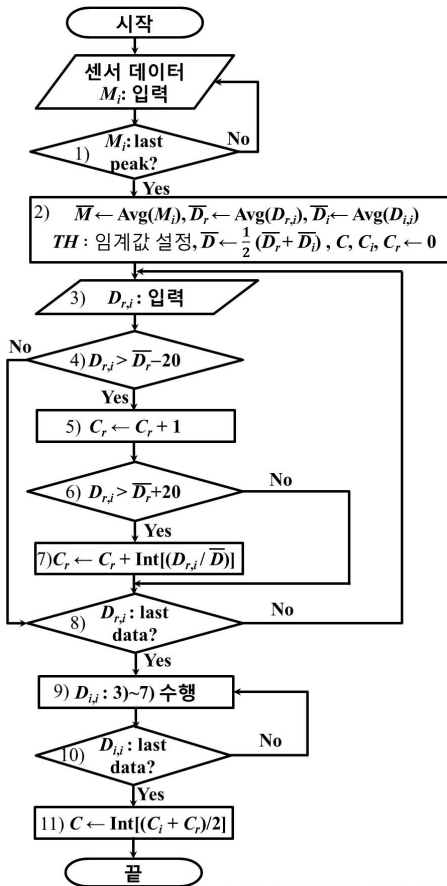 시작
센서 데이터
Mᵢ: 입력
No
1) Mᵢ: last
peak?
Yes
2) M̅ ← Avg(Mᵢ), D̅ᵣ ← Avg(Dᵣ,ᵢ), D̅ᵢ ← Avg(Dᵢ,ᵢ)
TH : 임계값 설정, D̅ ← ½ (D̅ᵣ + D̅ᵢ) , C, Cᵢ, Cᵣ ← 0
3) Dᵣ,ᵢ : 입력
No
4) Dᵣ,ᵢ > D̅ᵣ−20
Yes
5) Cᵣ ← Cᵣ + 1
6) Dᵣ,ᵢ > D̅ᵣ+20
No
Yes
7)Cᵣ ← Cᵣ + Int[(Dᵣ,ᵢ / D̅)]
8) Dᵣ,ᵢ : last
data?
No
Yes
9) Dᵢ,ᵢ : 3)~7) 수행
10) Dᵢ,ᵢ : last
data?
No
Yes
11) C ← Int[(Cᵢ + Cᵣ)/2]
끝